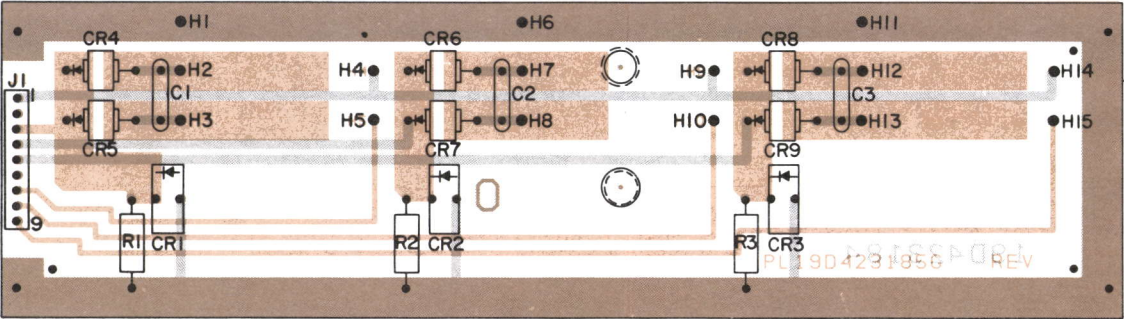 H1 H6 H11
CR4 CR6 CR8
H2 H4 H7 H9 H12 H14
J1
1 C1 C2 C3
H3 H5 H8 H10 H13 H15
CR5 CR7 CR9
9
R1 CR1 R2 CR2 R3 CR3
PL19D423185G REV